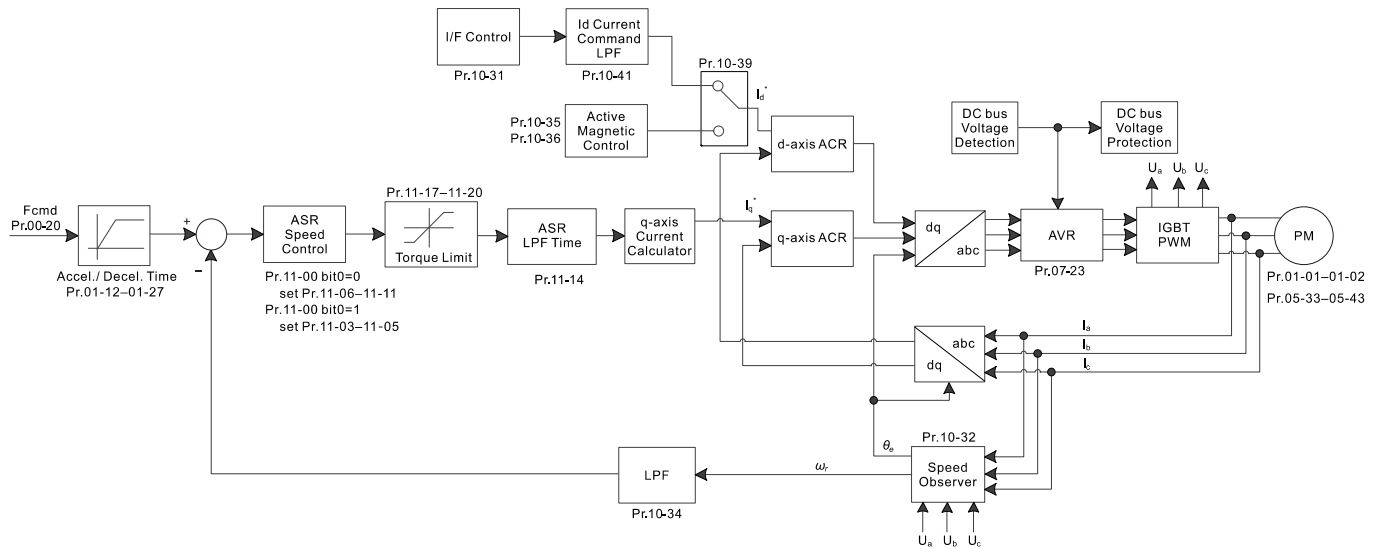 I/F Control
Pr.10-31
Id Current
Command
LPF
Pr.10-41
Pr.10-39
Pr.10-35
Pr.10-36
Active
Magnetic
Control
Id*
d-axis ACR
DC bus
Voltage
Detection
DC bus
Voltage
Protection
Ua Ub Uc
Fcmd
Pr.00-20
Accel./ Decel. Time
Pr.01-12–01-27
+
–
ASR
Speed
Control
Pr.11-00 bit0=0
set Pr.11-06–11-11
Pr.11-00 bit0=1
set Pr.11-03–11-05
Pr.11-17–11-20
Torque Limit
ASR
LPF Time
Pr.11-14
q-axis
Current
Calculator
Iq*
q-axis ACR
dq
abc
AVR
Pr.07-23
IGBT
PWM
PM
Pr.01-01–01-02
Pr.05-33–05-43
abc
dq
Ia
Ib
Ic
θe
Pr.10-32
Speed
Observer
Ua Ub Uc
ωr
LPF
Pr.10-34